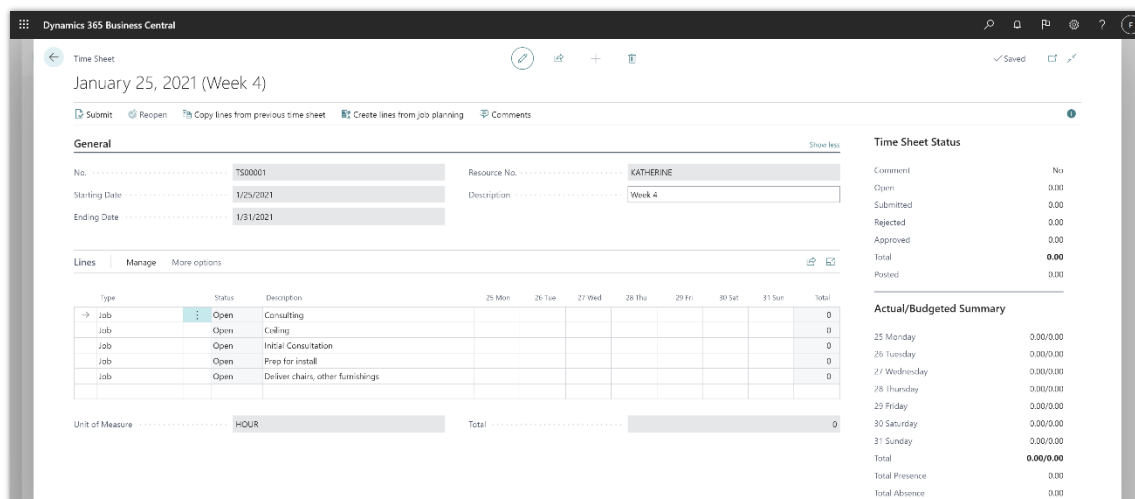 Dynamics 365 Business Central
?
F
Time Sheet
Saved
January 25, 2021 (Week 4)
Submit Reopen Copy lines from previous time sheet Create lines from job planning Comments
General
Show less
No. TS00001 Resource No. KATHERINE
Starting Date 1/25/2021 Description Week 4
Ending Date 1/31/2021
Lines Manage More options
Type Status Description 25 Mon 26 Tue 27 Wed 28 Thu 29 Fri 30 Sat 31 Sun Total
Job Open Consulting 0
Job Open Ceiling 0
Job Open Initial Consultation 0
Job Open Prep for install 0
Job Open Deliver chairs, other furnishings 0
Unit of Measure HOUR Total 0
Time Sheet Status
Comment No
Open 0.00
Submitted 0.00
Rejected 0.00
Approved 0.00
Total 0.00
Posted 0.00
Actual/Budgeted Summary
25 Monday 0.00/0.00
26 Tuesday 0.00/0.00
27 Wednesday 0.00/0.00
28 Thursday 0.00/0.00
29 Friday 0.00/0.00
30 Saturday 0.00/0.00
31 Sunday 0.00/0.00
Total 0.00/0.00
Total Presence 0.00
Total Absence 0.00